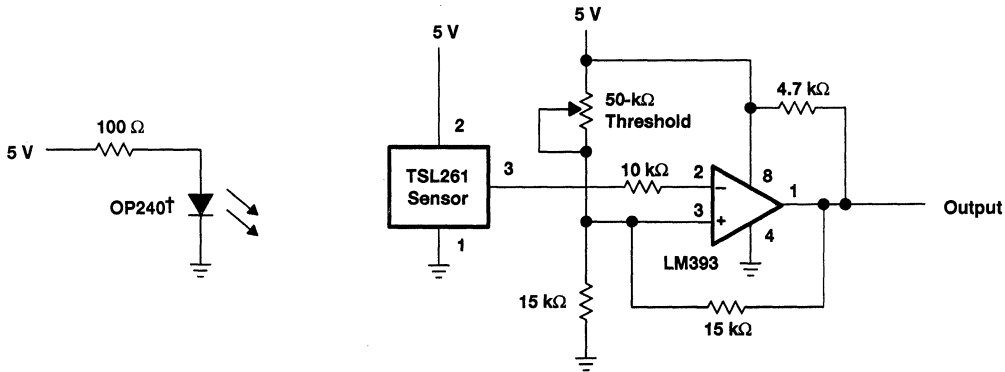 5 V
100 Ω
OP240†
5 V
2
TSL261
Sensor
3
1
5 V
50-kΩ
Threshold
4.7 kΩ
10 kΩ
2
8
1
–
3
+
4
LM393
Output
15 kΩ
15 kΩ